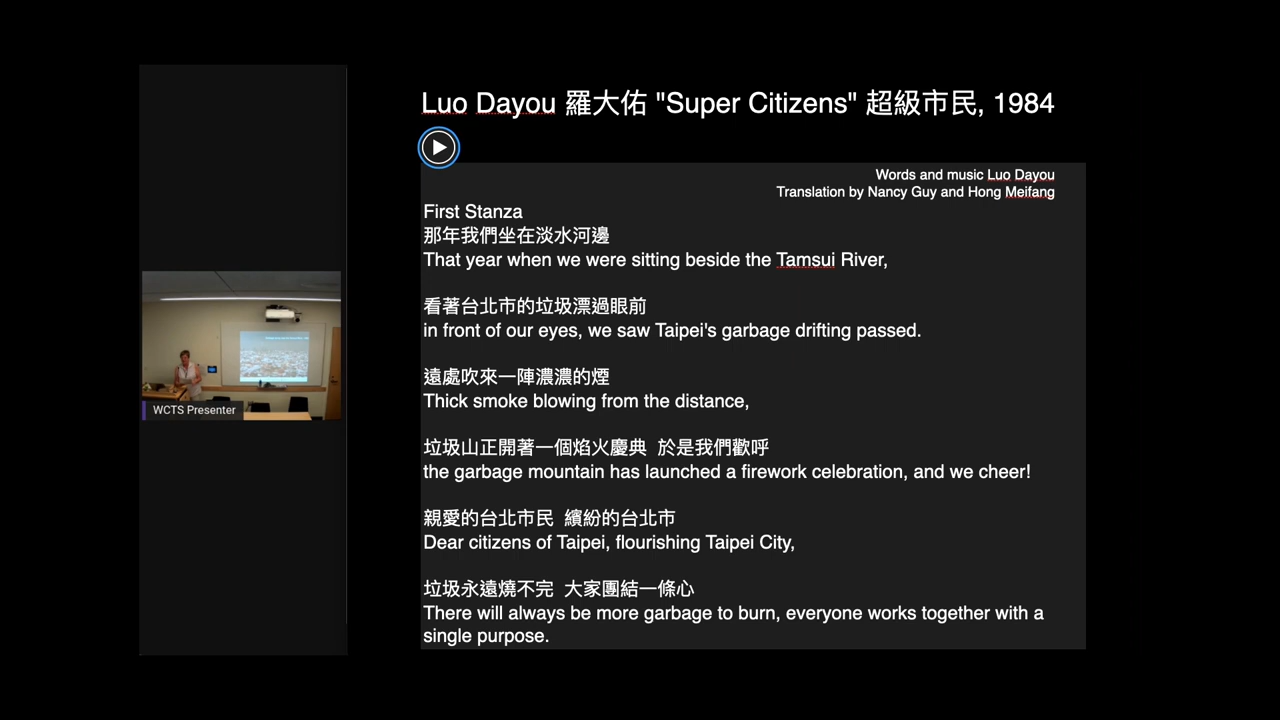 Luo Dayou 羅大佑 "Super Citizens" 超級市民, 1984
Words and music Luo Dayou
Translation by Nancy Guy and Hong Meifang
First Stanza
那年我們坐在淡水河邊
That year when we were sitting beside the Tamsui River,
看著台北市的垃圾漂過眼前
in front of our eyes, we saw Taipei's garbage drifting passed.
遠處吹來一陣濃濃的煙
Thick smoke blowing from the distance,
垃圾山正開著一個焰火慶典 於是我們歡呼
the garbage mountain has launched a firework celebration, and we cheer!
親愛的台北市民 繽紛的台北市
Dear citizens of Taipei, flourishing Taipei City,
垃圾永遠燒不完 大家團結一條心
There will always be more garbage to burn, everyone works together with a
single purpose.
WCTS Presenter